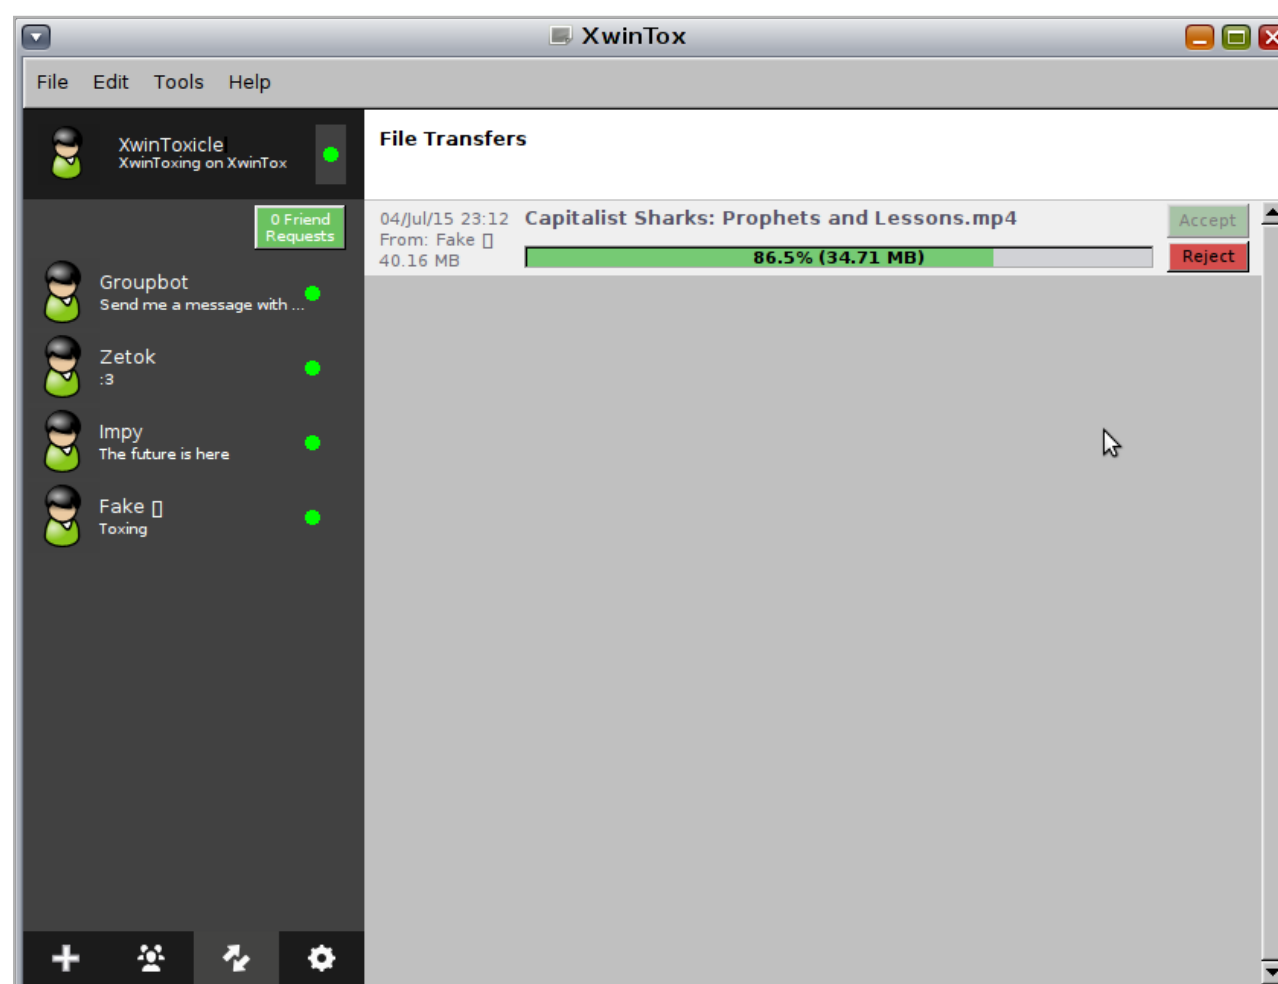 XwinTox
File Edit Tools Help
XwinToxicle
XwinToxing on XwinTox
0 Friend
Requests
Groupbot
Send me a message with ...
Zetok
:3
Impy
The future is here
Fake ▯
Toxing
File Transfers
04/Jul/15 23:12
From: Fake ▯
40.16 MB
Capitalist Sharks: Prophets and Lessons.mp4
86.5% (34.71 MB)
Accept
Reject